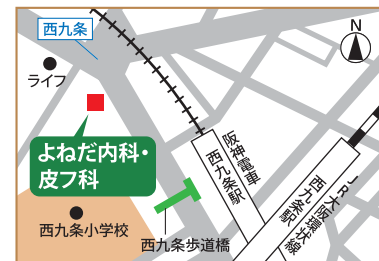 西九条
N
ライフ
よねだ内科・
皮フ科
阪神電車
西九条駅
JR大阪環状線
西九条駅
西九条小学校
西九条歩道橋